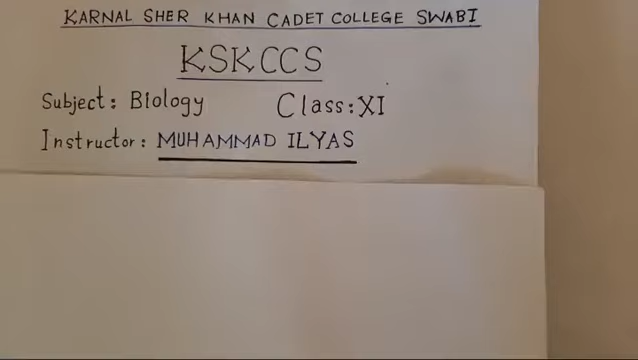 KARNAL SHER KHAN CADET COLLEGE SWABI
KSKCCS
Subject: Biology Class: XI
Instructor: MUHAMMAD ILYAS